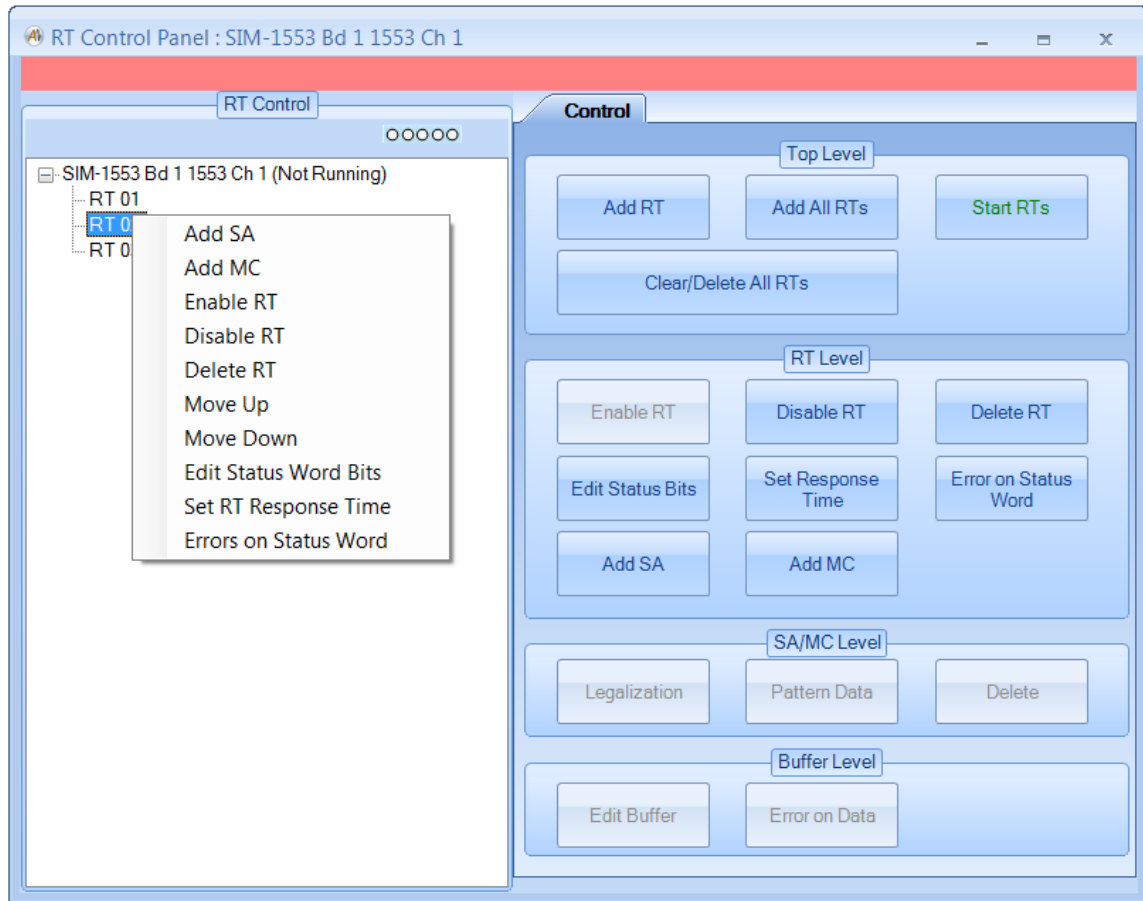 RT Control Panel : SIM-1553 Bd 1 1553 Ch 1
RT Control
SIM-1553 Bd 1 1553 Ch 1 (Not Running)
RT 01
RT 0
RT 0
Add SA
Add MC
Enable RT
Disable RT
Delete RT
Move Up
Move Down
Edit Status Word Bits
Set RT Response Time
Errors on Status Word
Control
Top Level
Add RT
Add All RTs
Start RTs
Clear/Delete All RTs
RT Level
Enable RT
Disable RT
Delete RT
Edit Status Bits
Set Response
Time
Error on Status
Word
Add SA
Add MC
SA/MC Level
Legalization
Pattern Data
Delete
Buffer Level
Edit Buffer
Error on Data